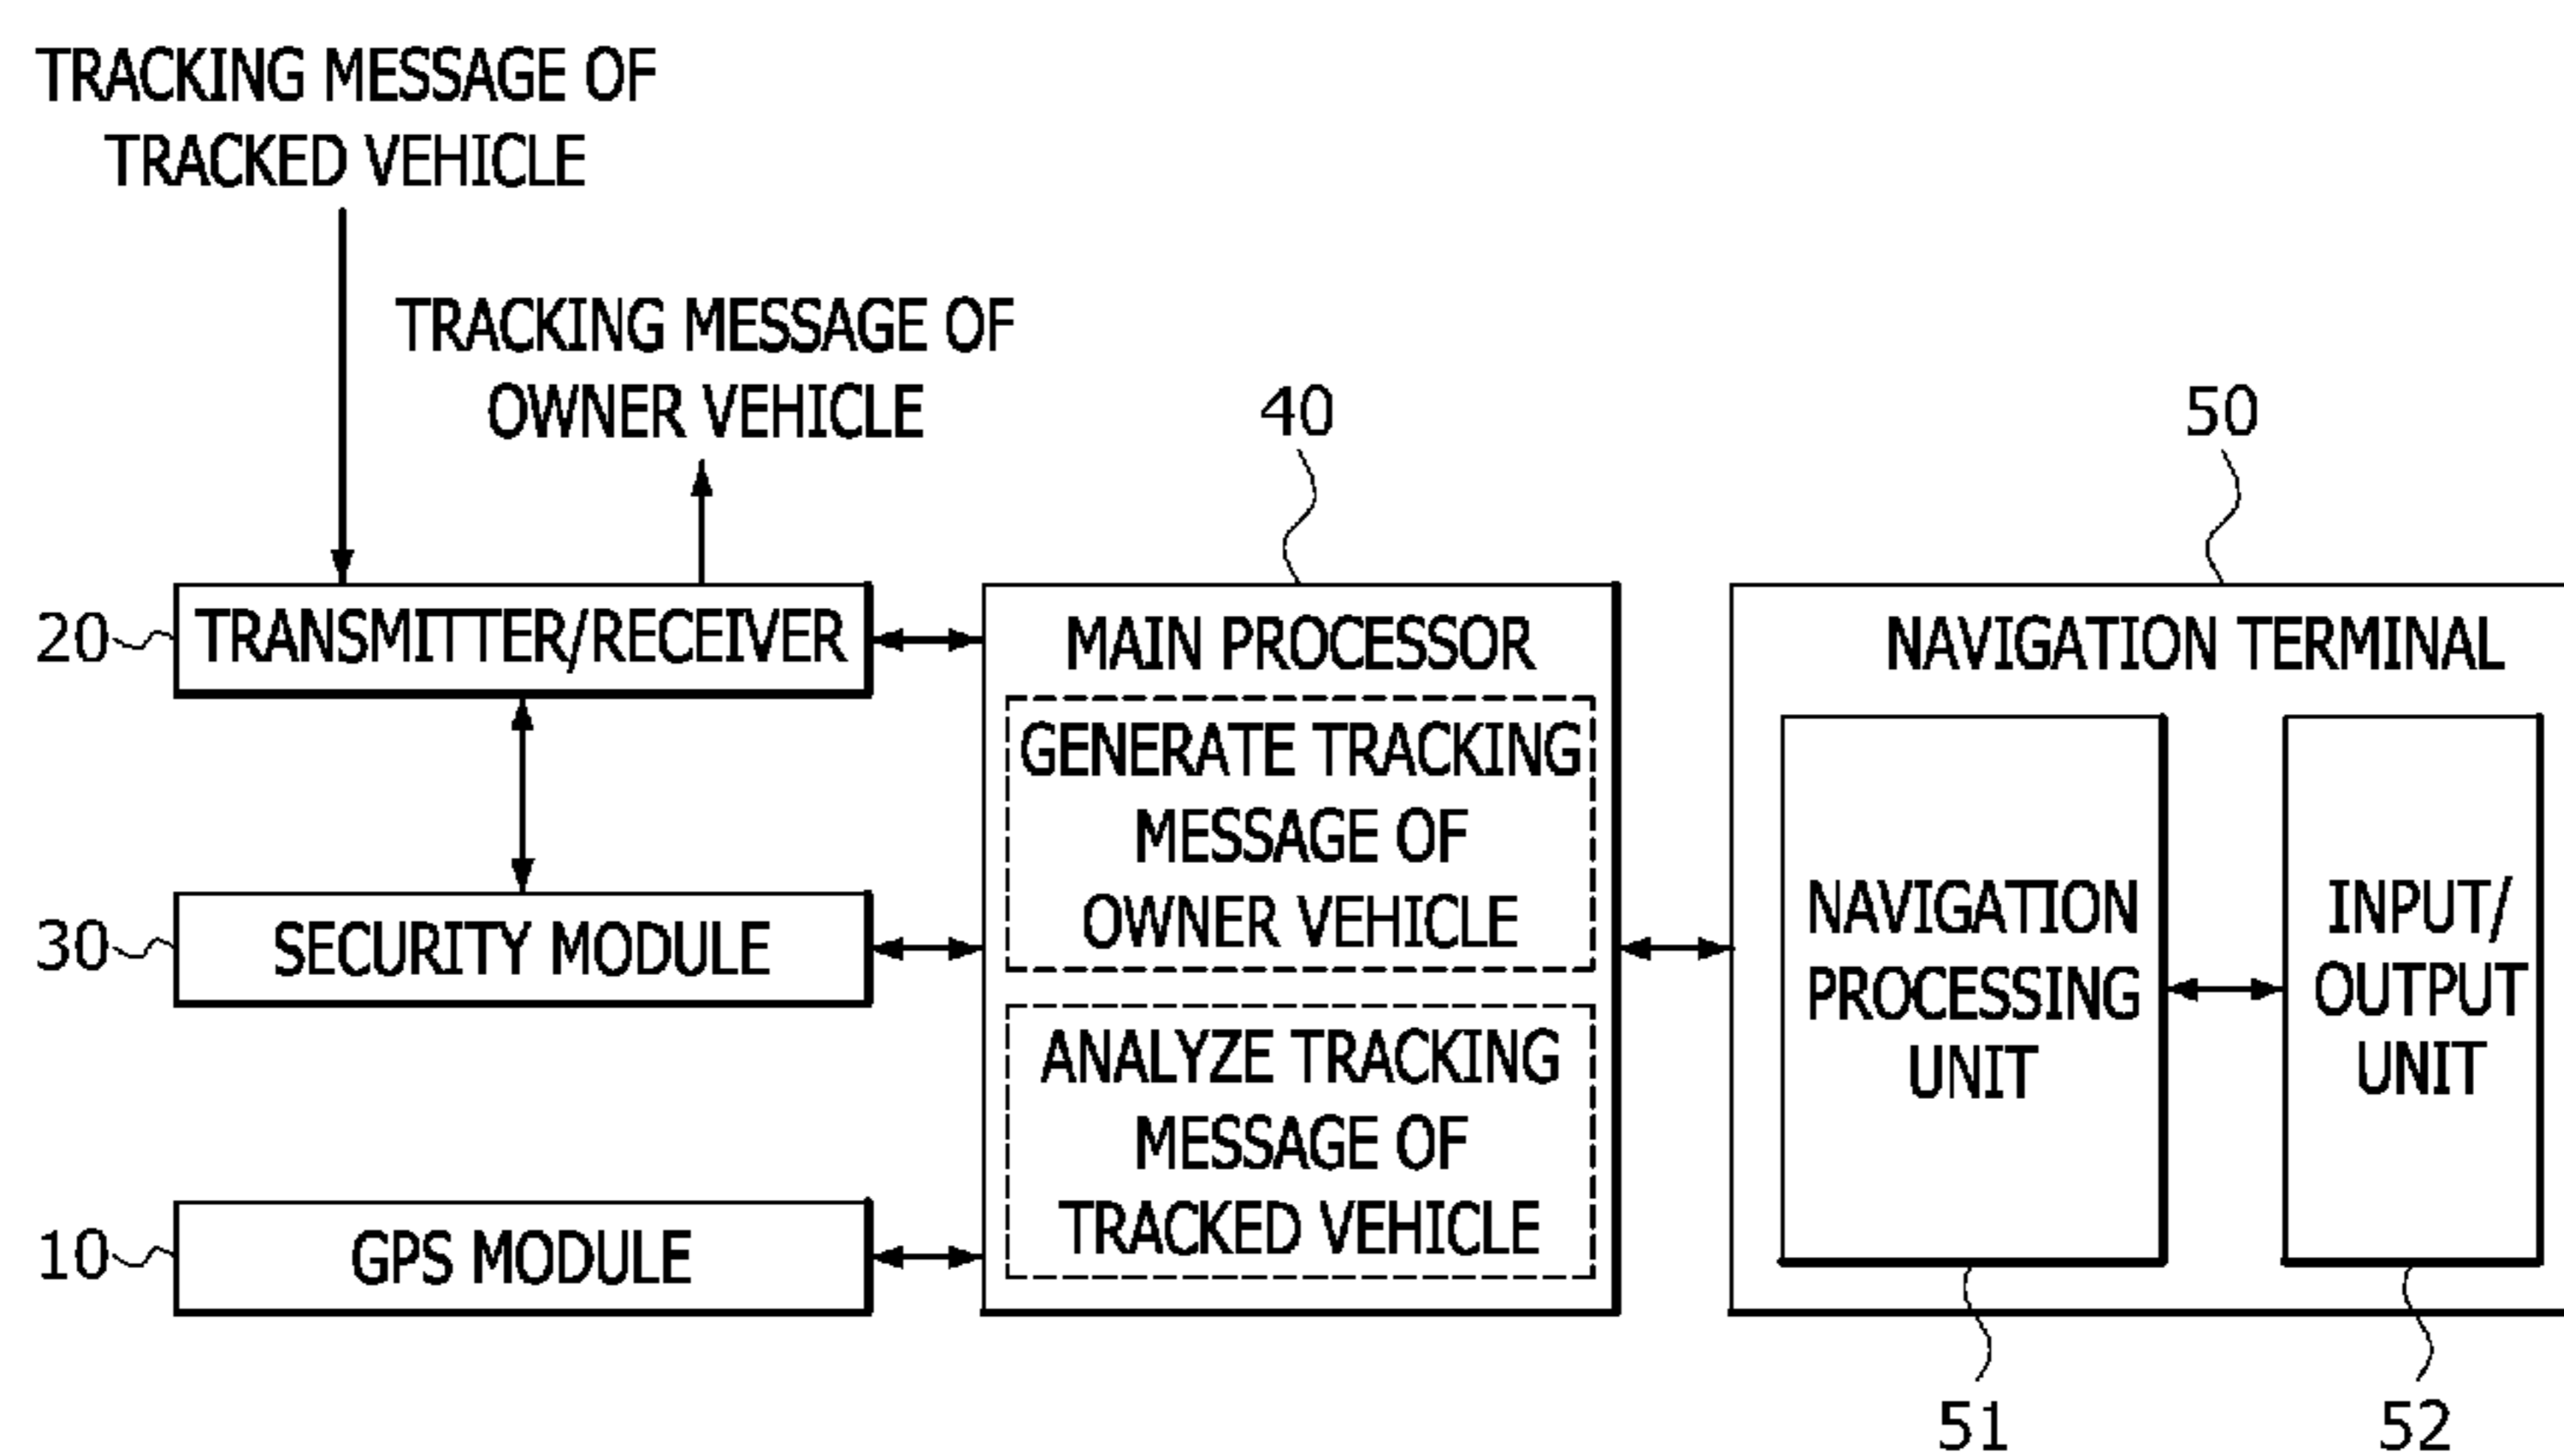 TRACKING MESSAGE OF
TRACKED VEHICLE
TRACKING MESSAGE OF
OWNER VEHICLE
40
50
20
TRANSMITTER/RECEIVER
MAIN PROCESSOR
NAVIGATION TERMINAL
GENERATE TRACKING
MESSAGE OF
OWNER VEHICLE
30
SECURITY MODULE
NAVIGATION
PROCESSING
UNIT
INPUT/
OUTPUT
UNIT
ANALYZE TRACKING
MESSAGE OF
TRACKED VEHICLE
10
GPS MODULE
51
52